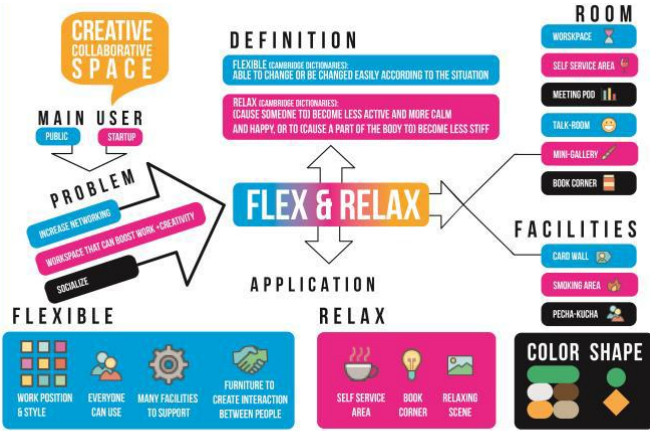 CREATIVE
COLLABORATIVE
SPACE
MAIN USER
PUBLIC
STARTUP
PROBLEM
INCREASE NETWORKING
WORKSPACE THAT CAN BOOST WORK +CREATIVITY
SOCIALIZE
DEFINITION
FLEXIBLE (CAMBRIDGE DICTIONARIES):
ABLE TO CHANGE OR BE CHANGED EASILY ACCORDING TO THE SITUATION
RELAX (CAMBRIDGE DICTIONARIES):
(CAUSE SOMEONE TO) BECOME LESS ACTIVE AND MORE CALM
AND HAPPY, OR TO (CAUSE A PART OF THE BODY TO) BECOME LESS STIFF
FLEX & RELAX
APPLICATION
ROOM
WORSKPACE
SELF SERVICE AREA
MEETING POD
TALK-ROOM
MINI-GALLERY
BOOK CORNER
FACILITIES
CARD WALL
SMOKING AREA
PECHA-KUCHA
FLEXIBLE
WORK POSITION
& STYLE
EVERYONE
CAN USE
MANY FACILITIES
TO SUPPORT
FURNITURE TO
CREATE INTERACTION
BETWEEN PEOPLE
RELAX
SELF SERVICE
AREA
BOOK
CORNER
RELAXING
SCENE
COLOR SHAPE